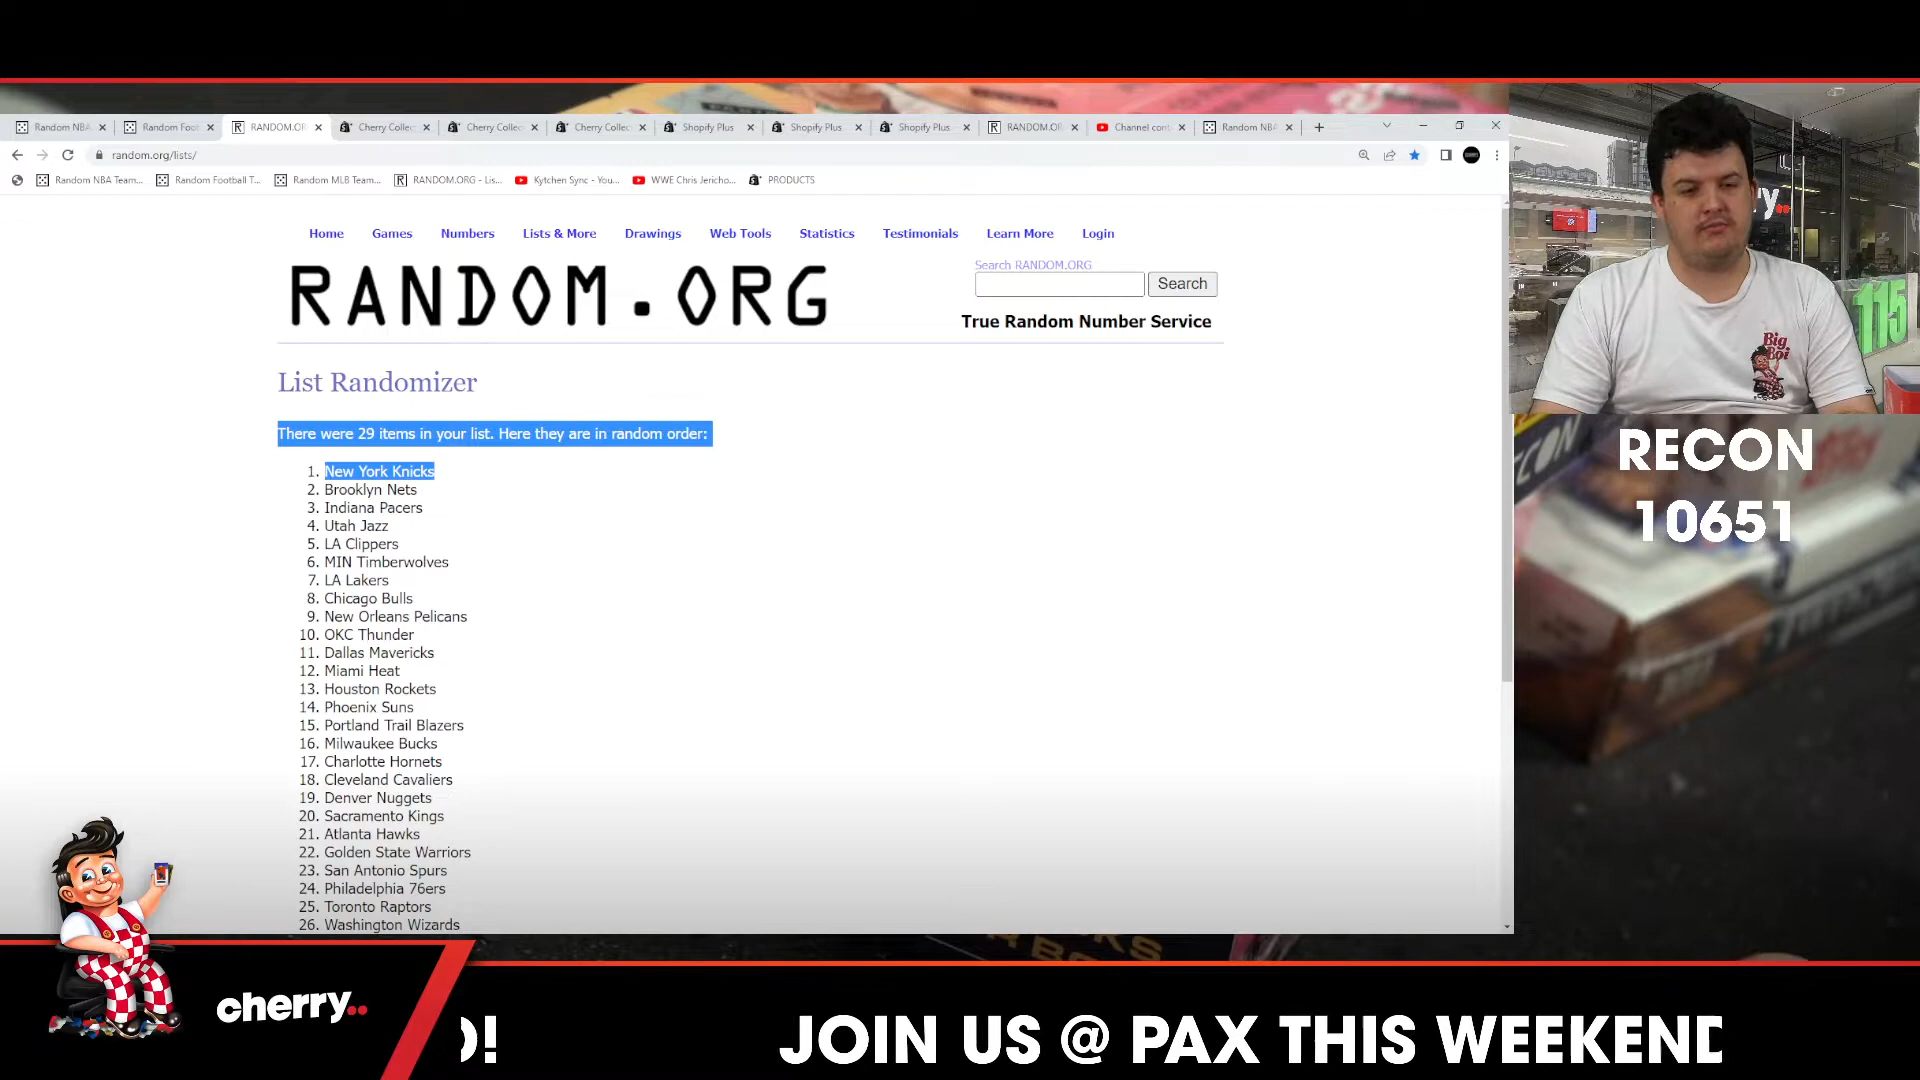 Random NBA
Random Foot
RANDOM.OR
Cherry Collec
Cherry Collec
Cherry Collec
Shopify Plus
Shopify Plus
Shopify Plus
RANDOM.OR
Channel cont
Random NBA
random.org/lists/
Random NBA Team...
Random Football T...
Random MLB Team...
RANDOM.ORG - Lis...
Kytchen Sync - You...
WWE Chris Jericho...
PRODUCTS
Home Games Numbers Lists & More Drawings Web Tools Statistics Testimonials Learn More Login
RANDOM.ORG
Search RANDOM.ORG
Search
True Random Number Service
List Randomizer
There were 29 items in your list. Here they are in random order:
1. New York Knicks
2. Brooklyn Nets
3. Indiana Pacers
4. Utah Jazz
5. LA Clippers
6. MIN Timberwolves
7. LA Lakers
8. Chicago Bulls
9. New Orleans Pelicans
10. OKC Thunder
11. Dallas Mavericks
12. Miami Heat
13. Houston Rockets
14. Phoenix Suns
15. Portland Trail Blazers
16. Milwaukee Bucks
17. Charlotte Hornets
18. Cleveland Cavaliers
19. Denver Nuggets
20. Sacramento Kings
21. Atlanta Hawks
22. Golden State Warriors
23. San Antonio Spurs
24. Philadelphia 76ers
25. Toronto Raptors
26. Washington Wizards
ry..
115
Big
Boi
RECON
10651
cherry..
!
JOIN US @ PAX THIS WEEKEND